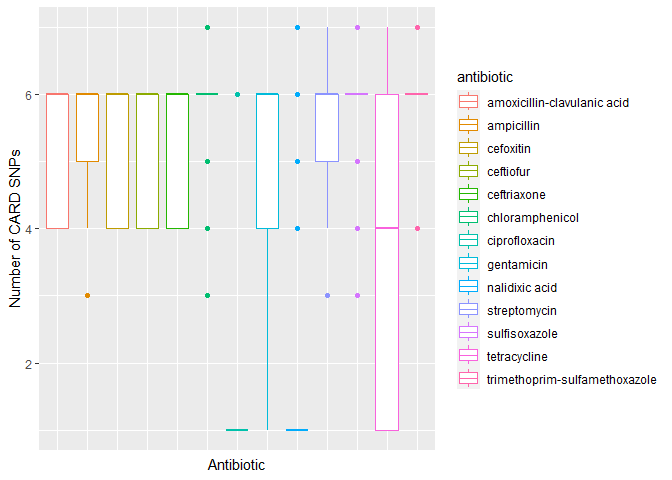 Number of CARD SNPs
6
4
2
Antibiotic
antibiotic
amoxicillin-clavulanic acid
ampicillin
cefoxitin
ceftiofur
ceftriaxone
chloramphenicol
ciprofloxacin
gentamicin
nalidixic acid
streptomycin
sulfisoxazole
tetracycline
trimethoprim-sulfamethoxazole